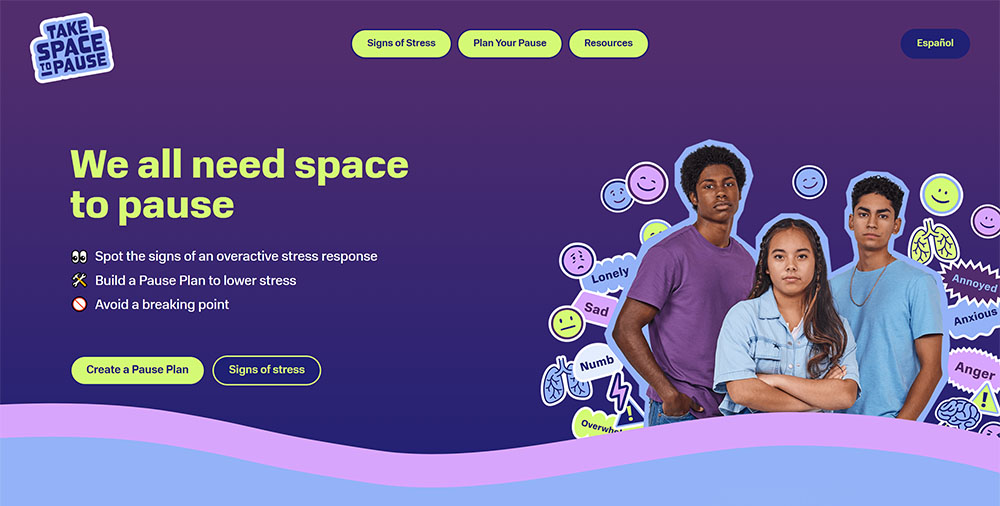 TAKE
SPACE
TO PAUSE
Signs of Stress
Plan Your Pause
Resources
Español
We all need space
to pause
Spot the signs of an overactive stress response
Build a Pause Plan to lower stress
Avoid a breaking point
Create a Pause Plan
Signs of stress
Lonely
Sad
Numb
Annoyed
Anxious
Anger